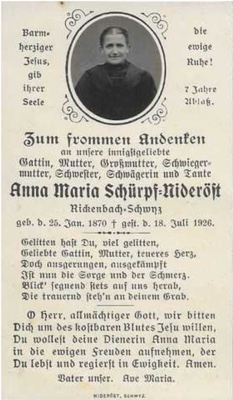 Barm-
herziger
Jesus,
gib
ihrer
Seele
die
ewige
Ruhe!
7 Jahre
Ablaß.
Zum frommen Andenken
an unsere innigstgeliebte
Gattin, Mutter, Großmutter, Schwieger-
mutter, Schwester, Schwägerin und Tante
Anna Maria Schürpf-Nideröst
Rickenbach-Schwyz
geb. d. 25. Jan. 1870 † gest. d. 18. Juli 1926.
Gelitten hast Du, viel gelitten,
Geliebte Gattin, Mutter, teueres Herz.
Doch ausgerungen, ausgekämpft
Ist nun die Sorge und der Schmerz.
Blick' segnend stets auf uns herab,
Die trauernd steh'n an deinem Grab.
O Herr, allmächtiger Gott, wir bitten
Dich um des kostbaren Blutes Jesu willen,
Du wollest deine Dienerin Anna Maria
in die ewigen Freuden aufnehmen, der
Du lebst und regierst in Ewigkeit. Amen.
Vater unser. Ave Maria.
NIDERÖST, SCHWYZ